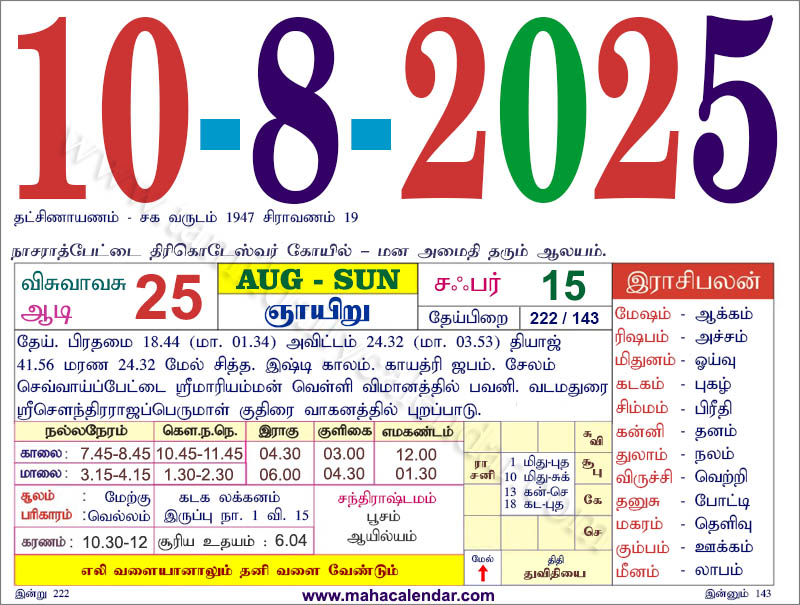 10-8-2025
தட்சிணாயணம் - சக வருடம் 1947 சிராவணம் 19
நாசரத்பேட்டை திரிகொடேஸ்வர் கோயில் – மன அமைதி தரும் ஆலயம்.
விசுவாவசு
ஆடி 25
AUG - SUN
ஞாயிறு
சஃபர் 15
தேய்பிறை 222 / 143
தேய். பிரதமை 18.44 (மா. 01.34) அவிட்டம் 24.32 (மா. 03.53) தியாஜ்
41.56 மரண 24.32 மேல் சித்த. இஷ்டி காலம். காயத்ரி ஜபம். சேலம்
செவ்வாய்பேட்டை ஸ்ரீமாரியம்மன் வெள்ளி விமானத்தில் பவனி. வடமதுரை
ஸ்ரீசௌந்திரராஜப்பெருமாள் குதிரை வாகனத்தில் புறப்பாடு.
நல்லநேரம் கௌ.ந.நெ. இராகு குளிகை எமகண்டம்
காலை: 7.45-8.45 10.45-11.45 04.30 03.00 12.00
மாலை: 3.15-4.15 1.30-2.30 06.00 04.30 01.30
சூலம் : மேற்கு
பரிகாரம் :வெல்லம்
கடக லக்கனம்
இருப்பு நா. 1 வி. 15
சந்திராஷ்டமம்
பூசம்
ஆயில்யம்
கரணம்: 10.30-12 சூரிய உதயம் : 6.04
எலி வளையானாலும் தனி வளை வேண்டும்
சு வி
ரா சனி
1 மிது-புத
10 மிது-சுக்
13 கன்-செ
18 கட-புத
சூ பு
கே
செ
மேல்
திதி
துவிதியை
இராசிபலன்
மேஷம் - ஆக்கம்
ரிஷபம் - அச்சம்
மிதுனம் - ஓய்வு
கடகம் - புகழ்
சிம்மம் - பிரீதி
கன்னி - தனம்
துலாம் - நலம்
விருச்சி - வெற்றி
தனுசு - போட்டி
மகரம் - தெளிவு
கும்பம் - ஊக்கம்
மீனம் - லாபம்
இன்று 222
www.mahacalendar.com
இன்னும் 143